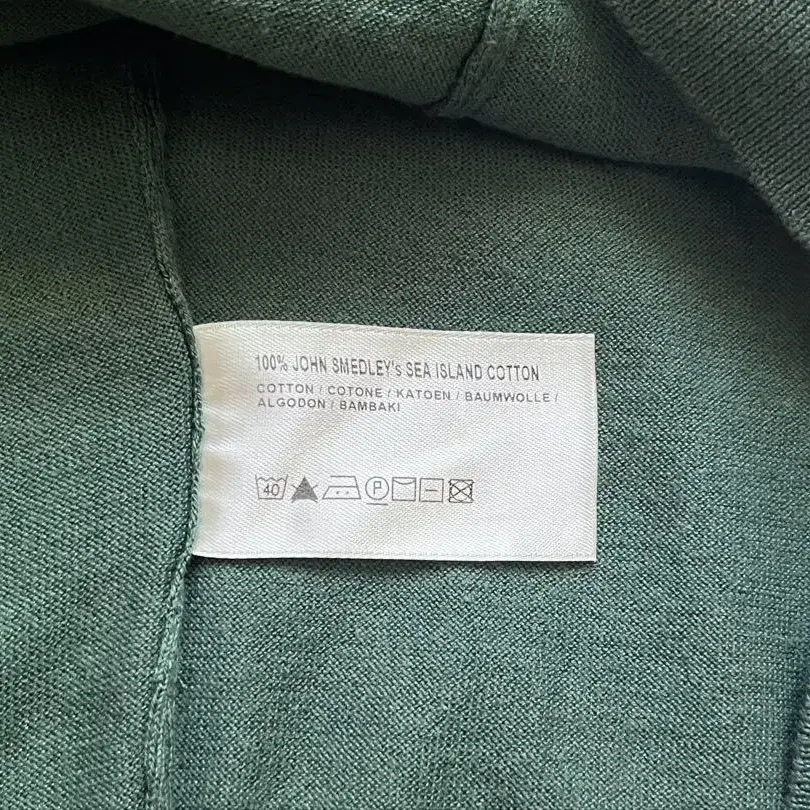 100% JOHN SMEDLEY's SEA ISLAND COTTON
COTTON / COTONE / KATOEN / BAUMWOLLE /
ALGODON / BAMBAKI
40 P